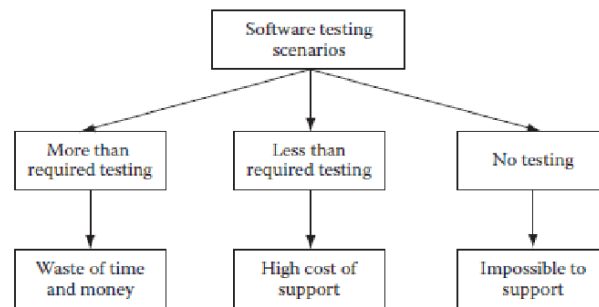 Software testing
scenarios
More than
required testing
Less than
required testing
No testing
Waste of time
and money
High cost of
support
Impossible to
support